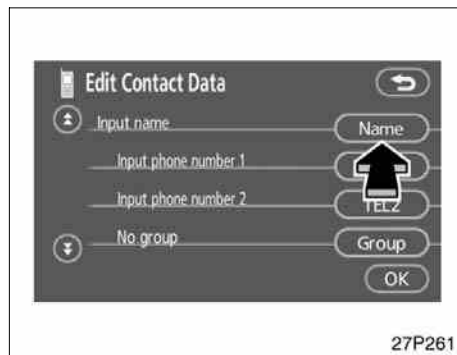 Edit Contact Data
Input name Name
Input phone number 1
Input phone number 2 TEL2
No group Group
OK
27P261